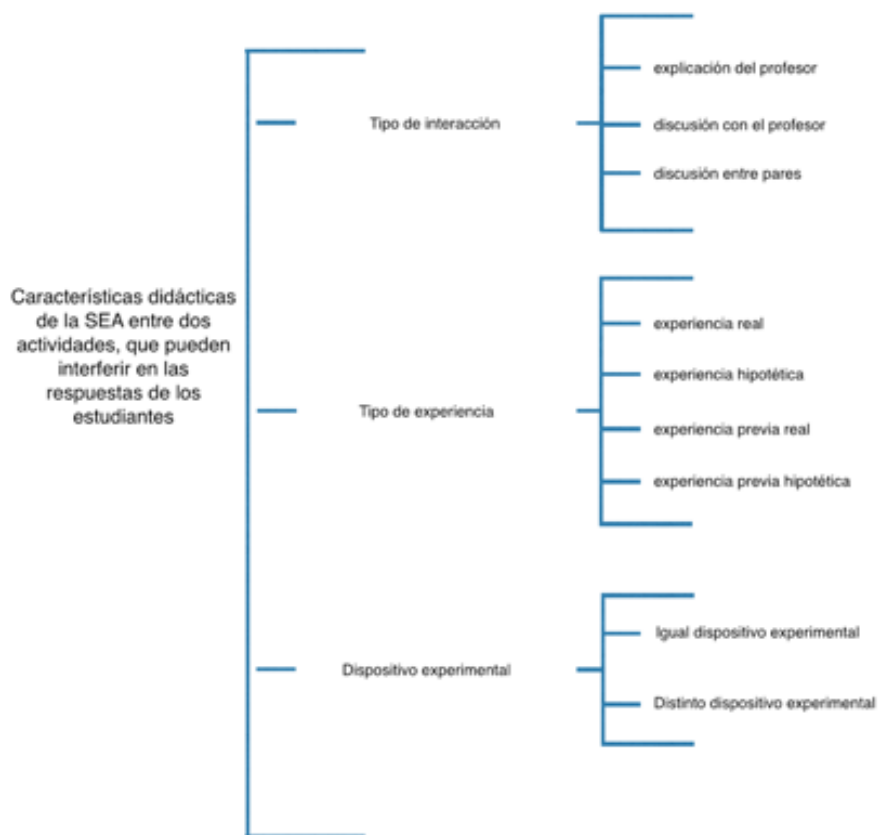 Características didácticas
de la SEA entre dos
actividades, que pueden
interferir en las
respuestas de los
estudiantes
Tipo de interacción
explicación del profesor
discusión con el profesor
discusión entre pares
Tipo de experiencia
experiencia real
experiencia hipotética
experiencia previa real
experiencia previa hipotética
Dispositivo experimental
Igual dispositivo experimental
Distinto dispositivo experimental